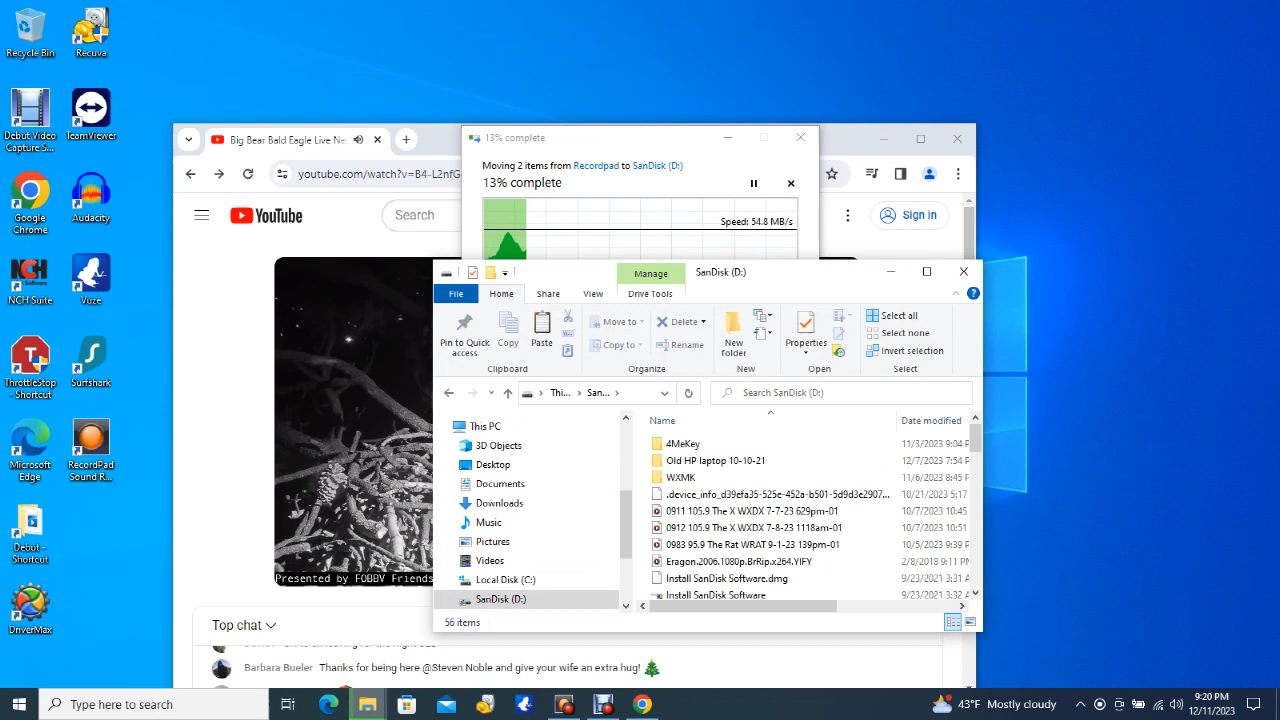 Recycle Bin
Recuva
Debut Video
Capture S...
TeamViewer
Google
Chrome
Audacity
NCH Suite
Vuze
ThrottleStop
- Shortcut
Surfshark
Microsoft
Edge
RecordPad
Sound R...
Debut -
Shortcut
DriverMax
Big Bear Bald Eagle Live Ne
youtube.com/watch?v=B4-L2nfG
YouTube
Search
Sign in
13% complete
Moving 2 items from Recordpad to SanDisk (D:)
13% complete
Speed: 54.8 MB/s
Manage
SanDisk (D:)
File
Home
Share
View
Drive Tools
Pin to Quick
access
Copy
Paste
Clipboard
Move to
Copy to
Delete
Rename
Organize
New
folder
New
Properties
Open
Select all
Select none
Invert selection
Select
Thi...
San...
Search SanDisk (D:)
This PC
3D Objects
Desktop
Documents
Downloads
Music
Pictures
Videos
Local Disk (C:)
SanDisk (D:)
Name
Date modified
4MeKey
11/3/2023 9:04 P
Old HP laptop 10-10-21
12/7/2023 7:54 P
WXMK
11/6/2023 8:45 P
.device_info_d39efa35-525e-452a-b501-5d9d3e2907...
10/21/2023 5:17
0911 105.9 The X WXDX 7-7-23 629pm-01
10/7/2023 10:45
0912 105.9 The X WXDX 7-8-23 1118am-01
10/7/2023 10:51
0983 95.9 The Rat WRAT 9-1-23 139pm-01
10/5/2023 9:39 P
Eragon.2006.1080p.BrRip.x264.YIFY
2/8/2018 9:11 PM
Install SanDisk Software.dmg
9/23/2021 3:31 A
Install SanDisk Software
9/23/2021 3:32 A
56 items
Presented by FOBBV Friends
Top chat
Barbara Bueler Thanks for being here @Steven Noble and give your wife an extra hug!
Type here to search
43°F Mostly cloudy
9:20 PM
12/11/2023